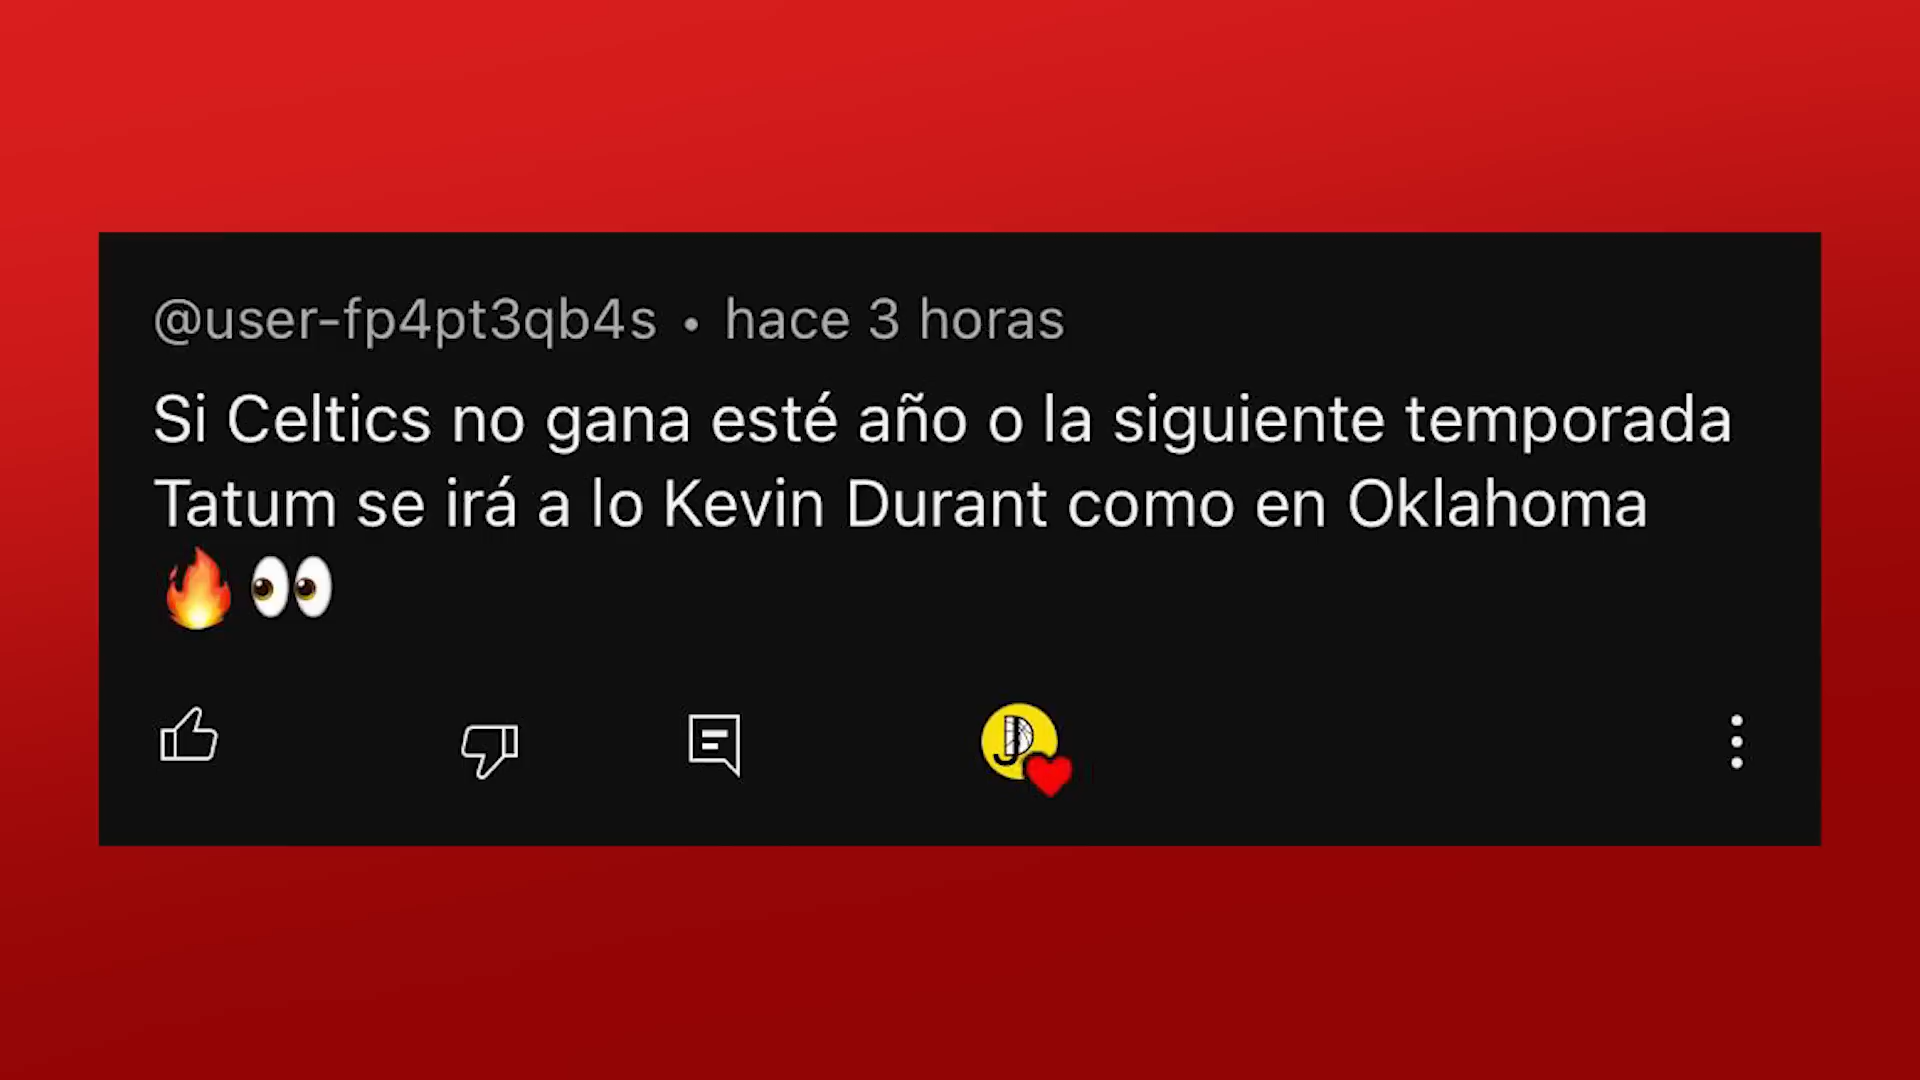 @user-fp4pt3qb4s • hace 3 horas
Si Celtics no gana esté año o la siguiente temporada
Tatum se irá a lo Kevin Durant como en Oklahoma
🔥👀